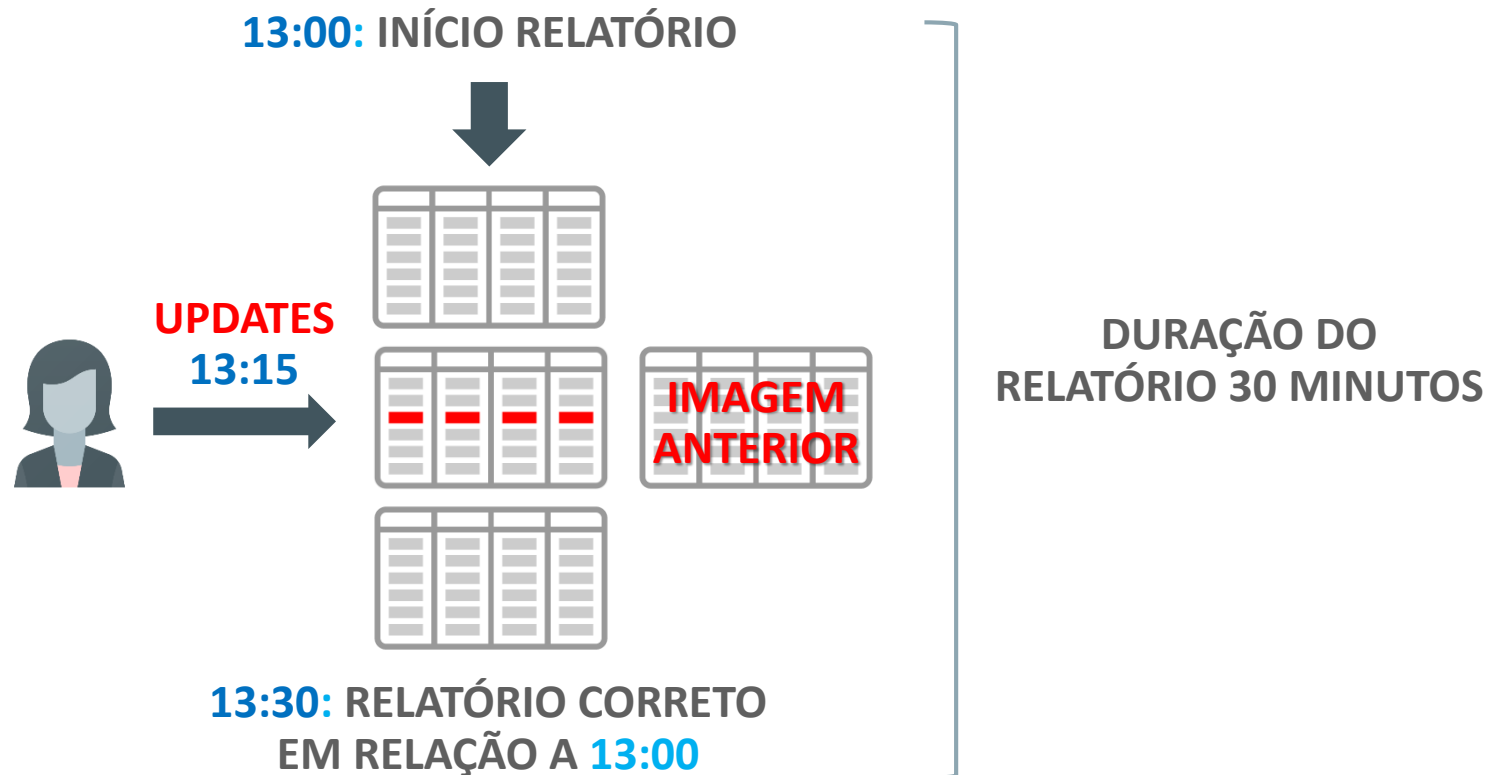 13:00: INÍCIO RELATÓRIO
UPDATES
13:15
IMAGEM
ANTERIOR
DURAÇÃO DO
RELATÓRIO 30 MINUTOS
13:30: RELATÓRIO CORRETO
EM RELAÇÃO A 13:00